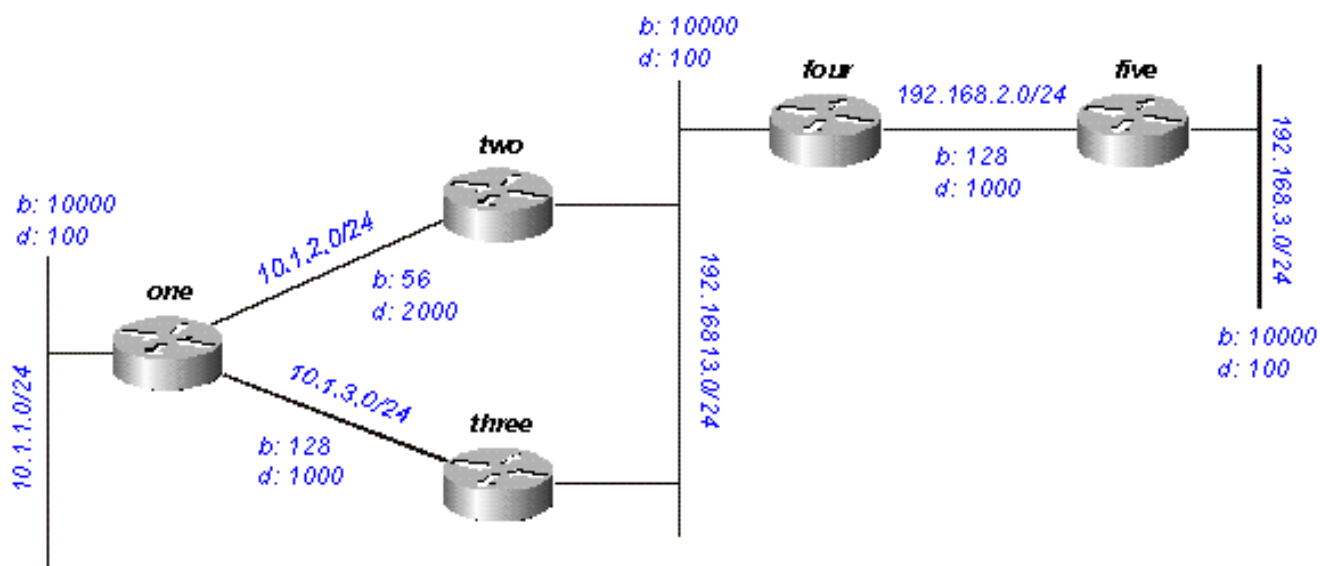 b: 10000
d: 100
four
five
192.168.2.0/24
b: 128
d: 1000
192.168.3.0/24
b: 10000
d: 100
two
b: 10000
d: 100
10.1.2.0/24
b: 56
d: 2000
one
10.1.1.0/24
10.1.3.0/24
b: 128
d: 1000
three
192.16813.0/24